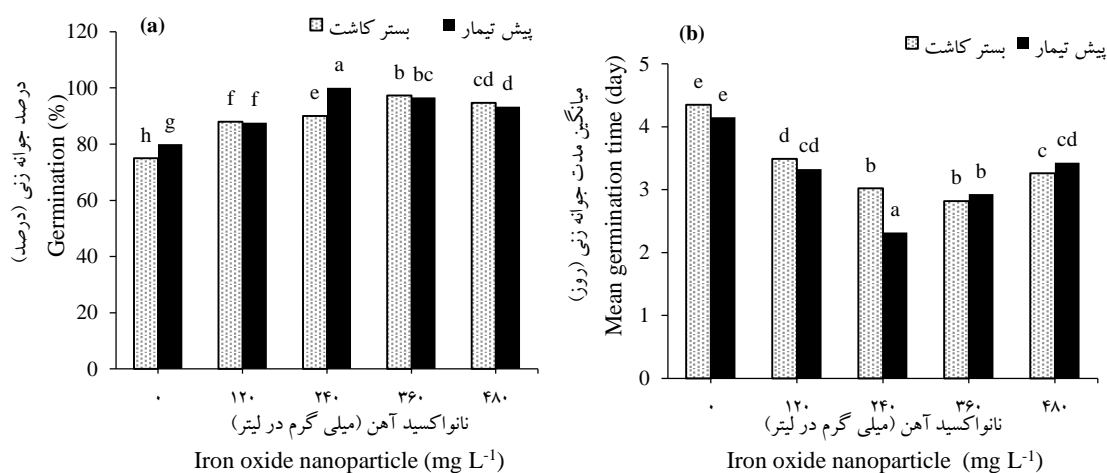 (a)
بستر کاشت
پیش تیمار
درصد جوانه زنی (درصد)
Germination (%)
120
100
80
60
40
20
0
h
g
f
f
e
a
b
bc
cd
d
۰ ۱۲۰ ۲۴۰ ۳۶۰ ۴۸۰
نانواکسید آهن (میلی گرم در لیتر)
Iron oxide nanoparticle (mg L-1)
(b)
بستر کاشت
پیش تیمار
میانگین مدت جوانه زنی (روز)
Mean germination time (day)
5
4
3
2
1
0
e
e
d
cd
b
a
b
b
c
cd
۰ ۱۲۰ ۲۴۰ ۳۶۰ ۴۸۰
نانواکسید آهن (میلی گرم در لیتر)
Iron oxide nanoparticle (mg L-1)